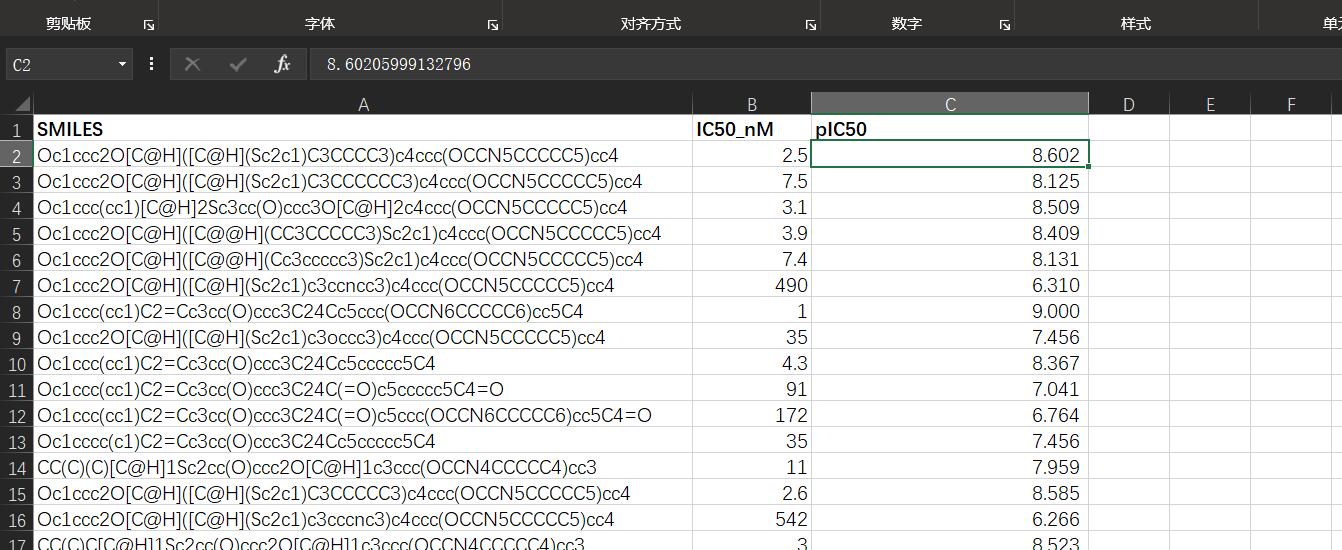 剪贴板 字体 对齐方式 数字 样式
C2 fx 8.60205999132796
A B C D E F
1 SMILES IC50_nM pIC50
2 Oc1ccc2O[C@H]([C@H](Sc2c1)C3CCCC3)c4ccc(OCCN5CCCCC5)cc4 2.5 8.602
3 Oc1ccc2O[C@H]([C@H](Sc2c1)C3CCCCCC3)c4ccc(OCCN5CCCCC5)cc4 7.5 8.125
4 Oc1ccc(cc1)[C@H]2Sc3cc(O)ccc3O[C@H]2c4ccc(OCCN5CCCCC5)cc4 3.1 8.509
5 Oc1ccc2O[C@H]([C@@H](CC3CCCCC3)Sc2c1)c4ccc(OCCN5CCCCC5)cc4 3.9 8.409
6 Oc1ccc2O[C@H]([C@@H](Cc3ccccc3)Sc2c1)c4ccc(OCCN5CCCCC5)cc4 7.4 8.131
7 Oc1ccc2O[C@H]([C@H](Sc2c1)c3ccncc3)c4ccc(OCCN5CCCCC5)cc4 490 6.310
8 Oc1ccc(cc1)C2=Cc3cc(O)ccc3C24Cc5ccc(OCCN6CCCCC6)cc5C4 1 9.000
9 Oc1ccc2O[C@H]([C@H](Sc2c1)c3occc3)c4ccc(OCCN5CCCCC5)cc4 35 7.456
10 Oc1ccc(cc1)C2=Cc3cc(O)ccc3C24Cc5ccccc5C4 4.3 8.367
11 Oc1ccc(cc1)C2=Cc3cc(O)ccc3C24C(=O)c5ccccc5C4=O 91 7.041
12 Oc1ccc(cc1)C2=Cc3cc(O)ccc3C24C(=O)c5ccc(OCCN6CCCCC6)cc5C4=O 172 6.764
13 Oc1cccc(c1)C2=Cc3cc(O)ccc3C24Cc5ccccc5C4 35 7.456
14 CC(C)(C)[C@H]1Sc2cc(O)ccc2O[C@H]1c3ccc(OCCN4CCCCC4)cc3 11 7.959
15 Oc1ccc2O[C@H]([C@H](Sc2c1)C3CCCCC3)c4ccc(OCCN5CCCCC5)cc4 2.6 8.585
16 Oc1ccc2O[C@H]([C@H](Sc2c1)c3cccnc3)c4ccc(OCCN5CCCCC5)cc4 542 6.266
17 CC(C)C[C@H]1Sc2cc(O)ccc2O[C@H]1c3ccc(OCCN4CCCCC4)cc3 3 8.523